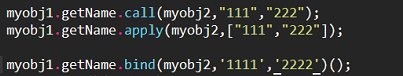 myobj1.getName.call(myobj2,"111","222");
myobj1.getName.apply(myobj2,["111","222"]);
myobj1.getName.bind(myobj2,'1111','2222')();